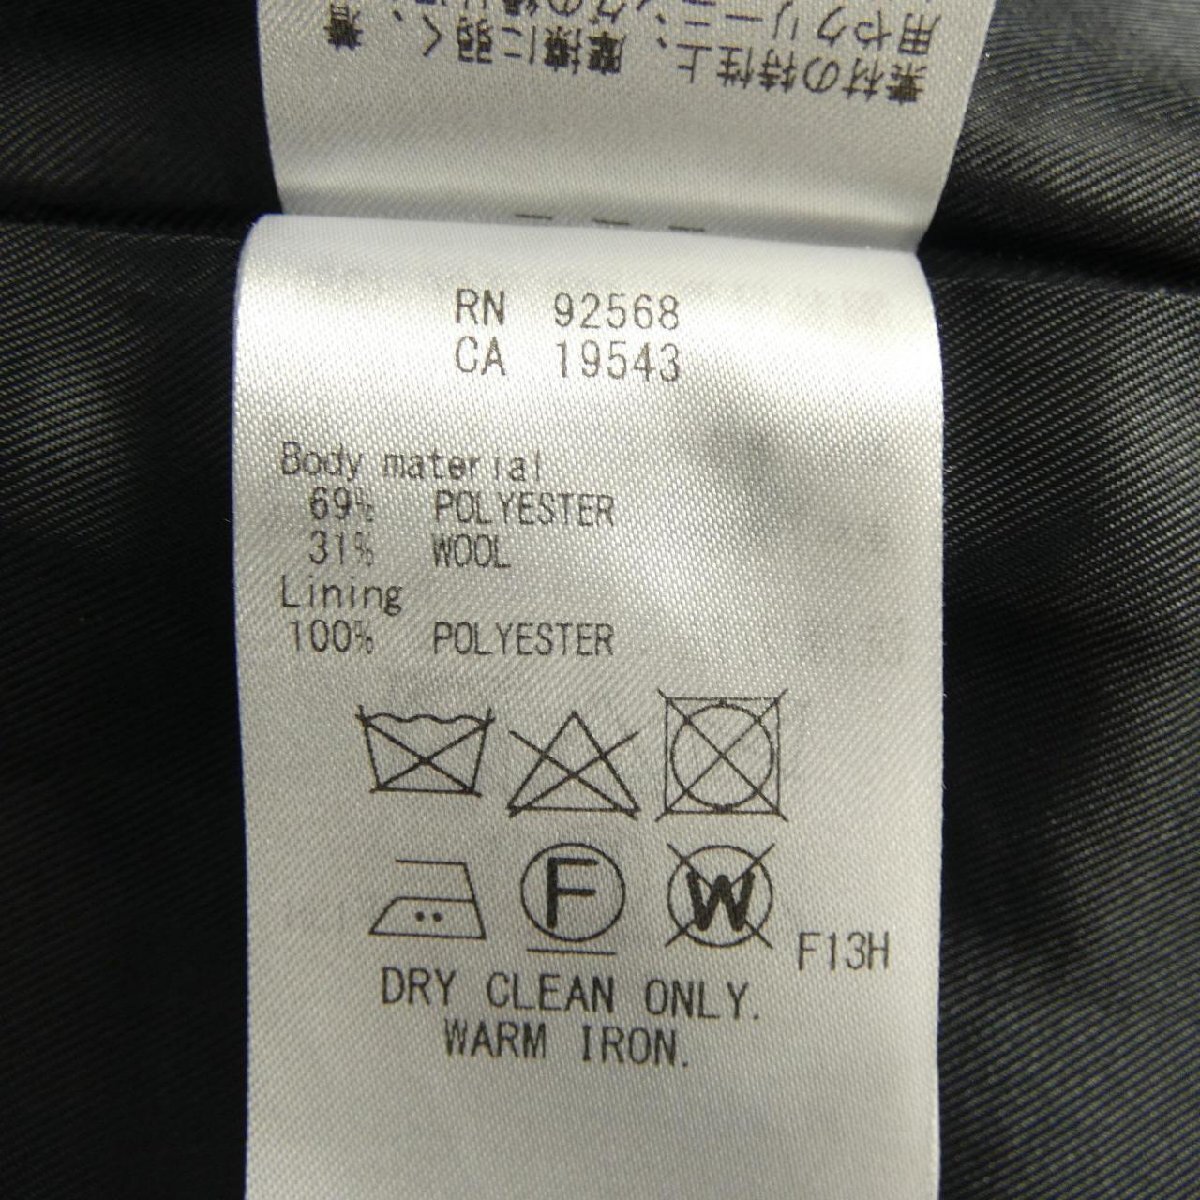 素材の特性上、摩擦に弱く
RN 92568
CA 19543
Body material
69% POLYESTER
31% WOOL
Lining
100% POLYESTER
F
W
F13H
DRY CLEAN ONLY.
WARM IRON.